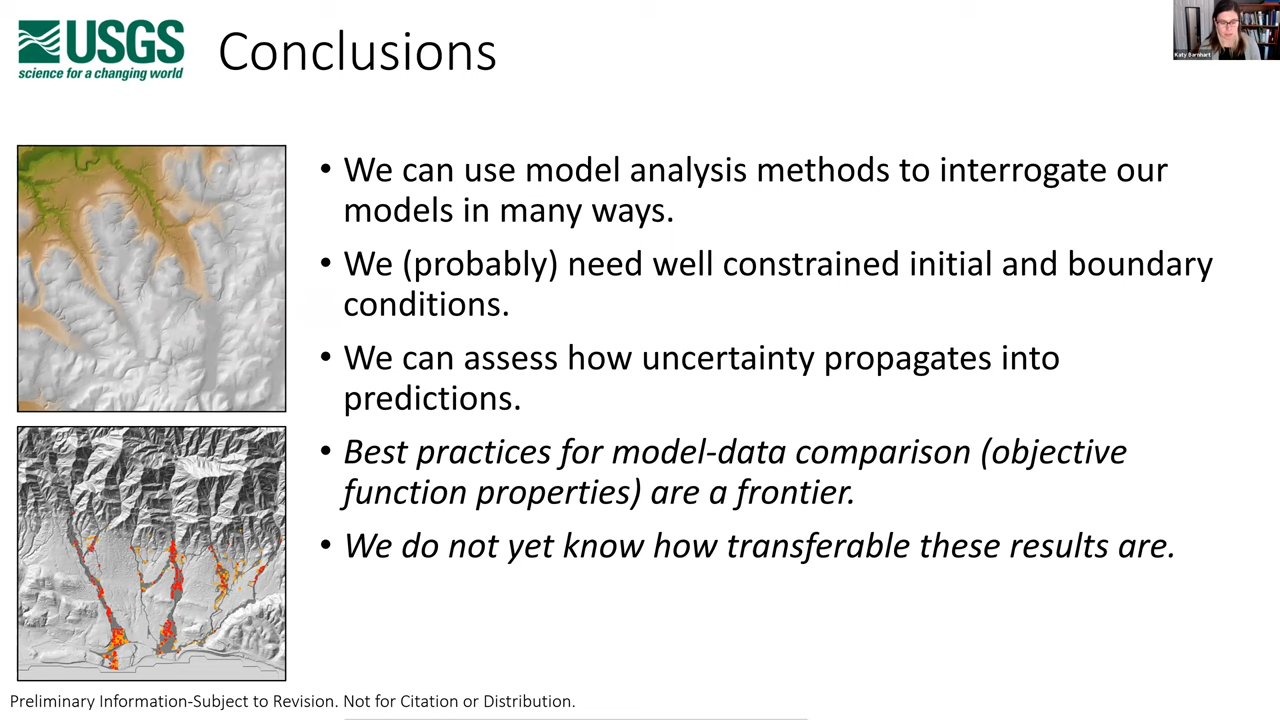 USGS
science for a changing world
Conclusions
Katy Barnhart
• We can use model analysis methods to interrogate our
models in many ways.
• We (probably) need well constrained initial and boundary
conditions.
• We can assess how uncertainty propagates into
predictions.
• Best practices for model-data comparison (objective
function properties) are a frontier.
• We do not yet know how transferable these results are.
Preliminary Information-Subject to Revision. Not for Citation or Distribution.